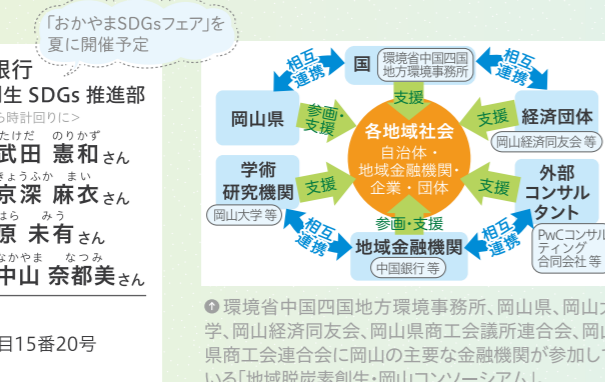 「おかやまSDGsフェア」を
夏に開催予定
銀行
生 SDGs 推進部
時計回りに>
たけだ のりかず
武田 憲和さん
きょうふか まい
京深 麻衣さん
はら みう
原 未有さん
なかやま なつみ
中山 奈都美さん
目15番20号
国
環境省中国四国
地方環境事務所
相互
連携
相互
連携
支援
岡山県
参画・
支援
各地域社会
自治体・
地域金融機関・
企業・団体
支援
経済団体
岡山経済同友会 等
学術
研究機関
岡山大学 等
支援
支援
外部
コンサル
タント
PwCコンサル
ティング
合同会社 等
参画・支援
相互
連携
相互
連携
地域金融機関
中国銀行 等
環境省中国四国地方環境事務所、岡山県、岡山大
学、岡山経済同友会、岡山県商工会議所連合会、岡山
県商工会連合会に岡山の主要な金融機関が参加して
いる「地域脱炭素創生・岡山コンソーシアム」